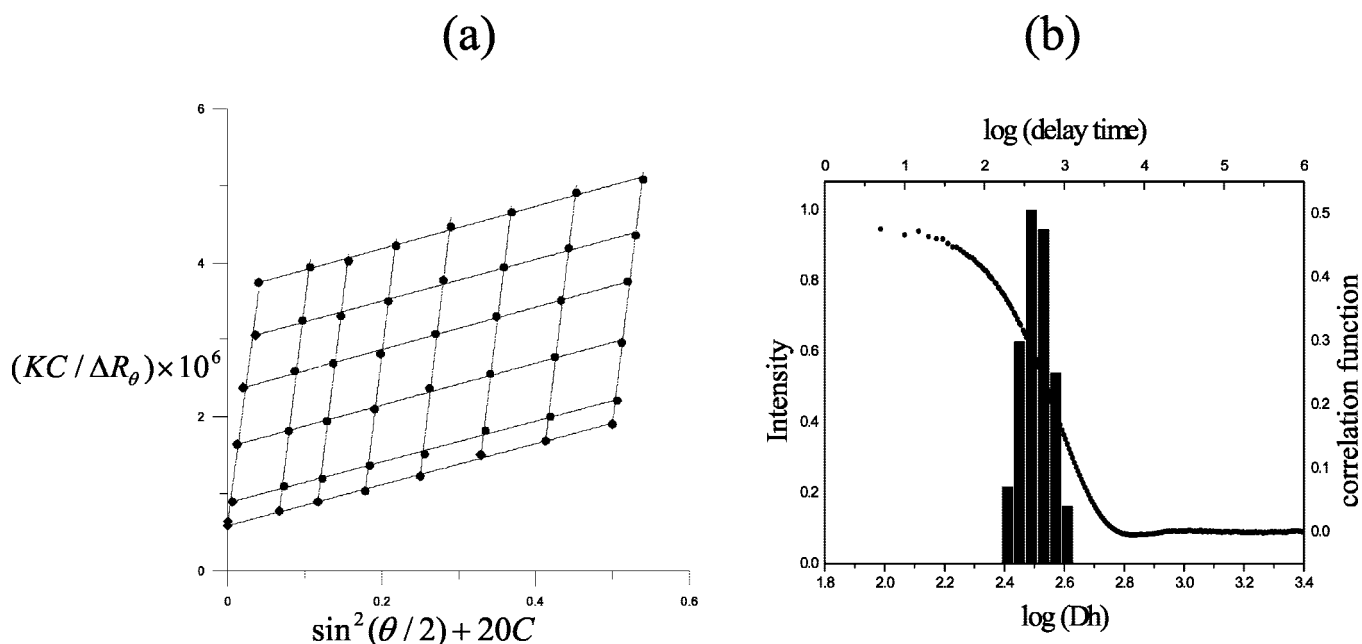 (a)
6
4
2
0
(KC / ΔR_θ)×10^6
0 0.2 0.4 0.6
sin^2(θ/2)+20C
(b)
log (delay time)
0 1 2 3 4 5 6
1.0
0.8
0.6
0.4
0.2
0.0
Intensity
0.5
0.4
0.3
0.2
0.1
0.0
correlation function
1.8 2.0 2.2 2.4 2.6 2.8 3.0 3.2 3.4
log (Dh)